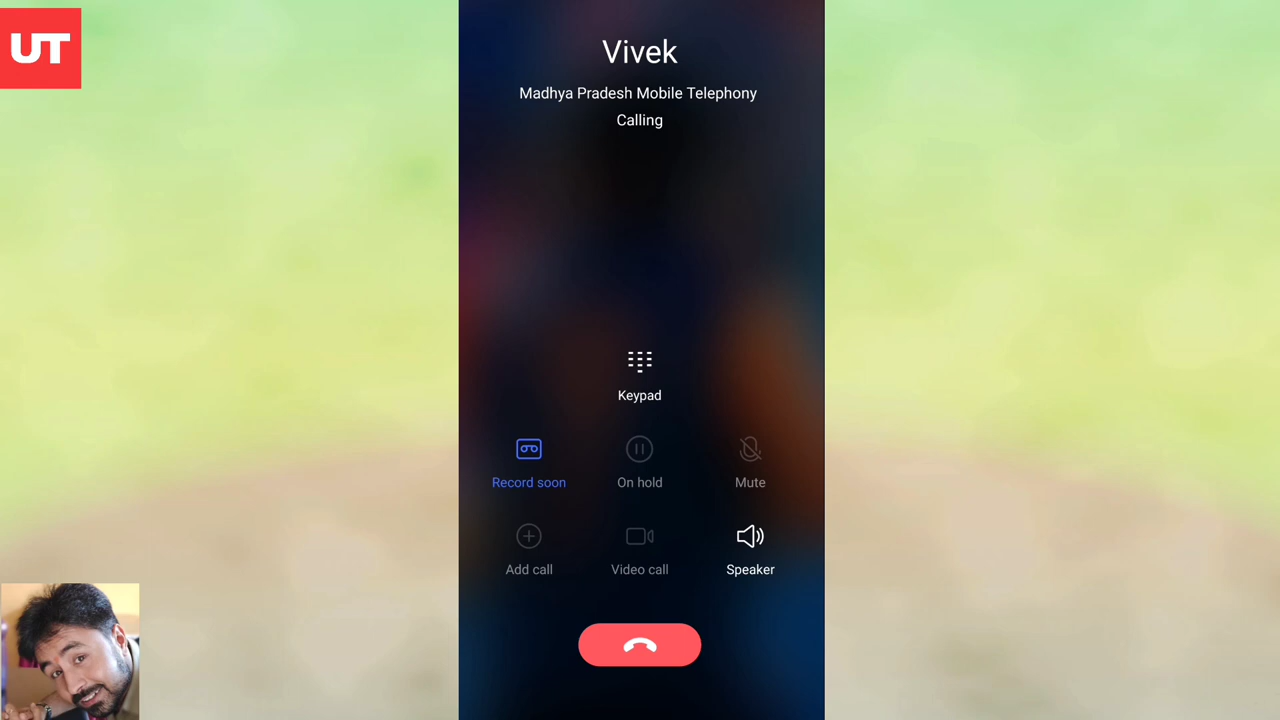 UT
Vivek
Madhya Pradesh Mobile Telephony
Calling
Keypad
Record soon
On hold
Mute
Add call
Video call
Speaker